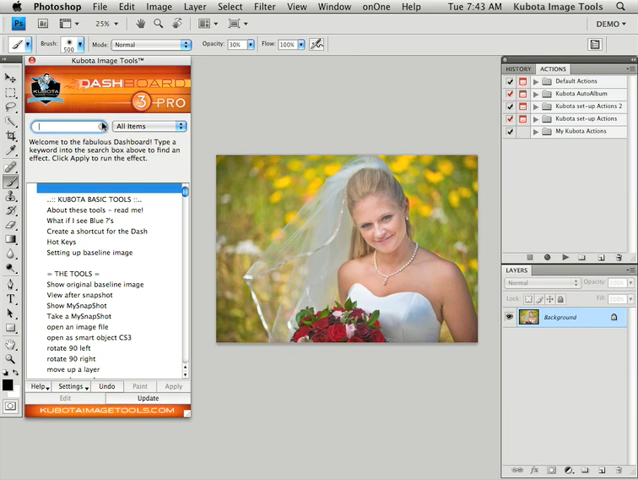 Photoshop File Edit Image Layer Select Filter View onOne Help Tue 7:43 AM Kubota Image Tools
Ps Br 25% DEMO
Brush: 500 Mode: Normal Opacity: 30% Flow: 100%
Kubota Image Tools™
KUBOTA DASHBOARD
3-PRO
All Items
Welcome to the fabulous Dashboard! Type a
keyword into the search box above to find an
effect. Click Apply to run the effect.
..:: KUBOTA BASIC TOOLS ::..
About these tools - read me!
What if I see Blue ?'s
Create a shortcut for the Dash
Hot Keys
Setting up baseline image
= THE TOOLS =
Show original baseline image
View after snapshot
Show MySnapShot
Take a MySnapShot
open an image file
open as smart object CS3
rotate 90 left
rotate 90 right
move up a layer
Help Settings Undo Paint Apply
Edit Update
KUBOTAIMAGETOOLS.COM
HISTORY ACTIONS
Default Actions
Kubota AutoAlbum
Kubota set-up Actions 2
Kubota set-up Actions
My Kubota Actions
LAYERS
Normal Opacity:
Lock: Fill:
Background